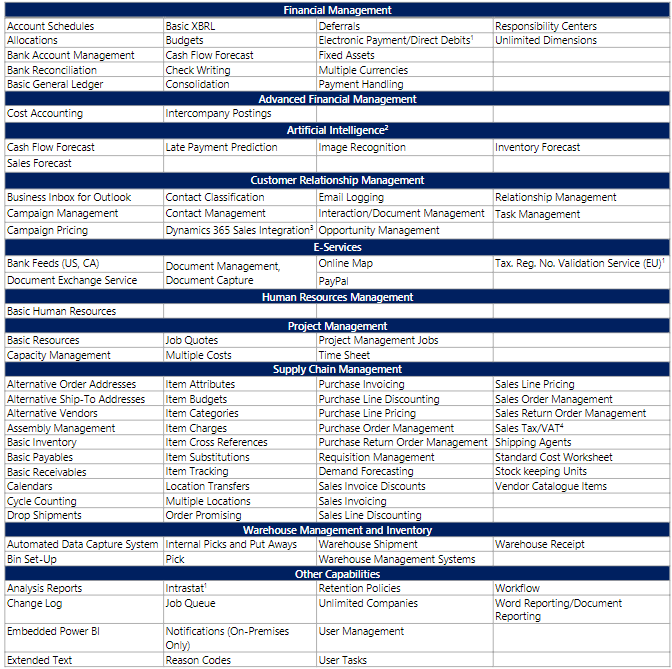 Financial Management
Account Schedules Basic XBRL Deferrals Responsibility Centers
Allocations Budgets Electronic Payment/Direct Debits¹ Unlimited Dimensions
Bank Account Management Cash Flow Forecast Fixed Assets
Bank Reconciliation Check Writing Multiple Currencies
Basic General Ledger Consolidation Payment Handling
Advanced Financial Management
Cost Accounting Intercompany Postings
Artificial Intelligence²
Cash Flow Forecast Late Payment Prediction Image Recognition Inventory Forecast
Sales Forecast
Customer Relationship Management
Business Inbox for Outlook Contact Classification Email Logging Relationship Management
Campaign Management Contact Management Interaction/Document Management Task Management
Campaign Pricing Dynamics 365 Sales Integration³ Opportunity Management
E-Services
Bank Feeds (US, CA) Document Management, Online Map Tax. Reg. No. Validation Service (EU)¹
Document Exchange Service Document Capture PayPal
Human Resources Management
Basic Human Resources
Project Management
Basic Resources Job Quotes Project Management Jobs
Capacity Management Multiple Costs Time Sheet
Supply Chain Management
Alternative Order Addresses Item Attributes Purchase Invoicing Sales Line Pricing
Alternative Ship-To Addresses Item Budgets Purchase Line Discounting Sales Order Management
Alternative Vendors Item Categories Purchase Line Pricing Sales Return Order Management
Assembly Management Item Charges Purchase Order Management Sales Tax/VAT⁴
Basic Inventory Item Cross References Purchase Return Order Management Shipping Agents
Basic Payables Item Substitutions Requisition Management Standard Cost Worksheet
Basic Receivables Item Tracking Demand Forecasting Stock keeping Units
Calendars Location Transfers Sales Invoice Discounts Vendor Catalogue Items
Cycle Counting Multiple Locations Sales Invoicing
Drop Shipments Order Promising Sales Line Discounting
Warehouse Management and Inventory
Automated Data Capture System Internal Picks and Put Aways Warehouse Shipment Warehouse Receipt
Bin Set-Up Pick Warehouse Management Systems
Other Capabilities
Analysis Reports Intrastat¹ Retention Policies Workflow
Change Log Job Queue Unlimited Companies Word Reporting/Document
Reporting
Embedded Power BI Notifications (On-Premises User Management
Only)
Extended Text Reason Codes User Tasks